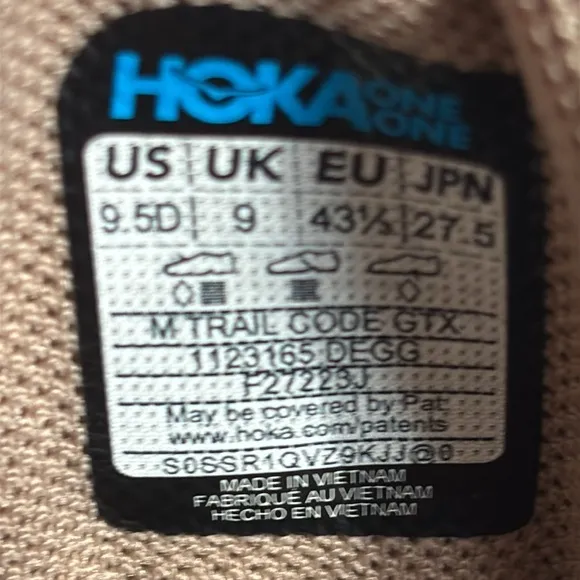 HOKA ONE ONE
US UK EU JPN
9.5D 9 43⅓ 27.5
M TRAIL CODE GTX
1123165 DEGG
F27223J
May be covered by Pat
www.hoka.com/patents
S0SSR1QVZ9KJJ@0
MADE IN VIETNAM
FABRIQUÉ AU VIETNAM
HECHO EN VIETNAM